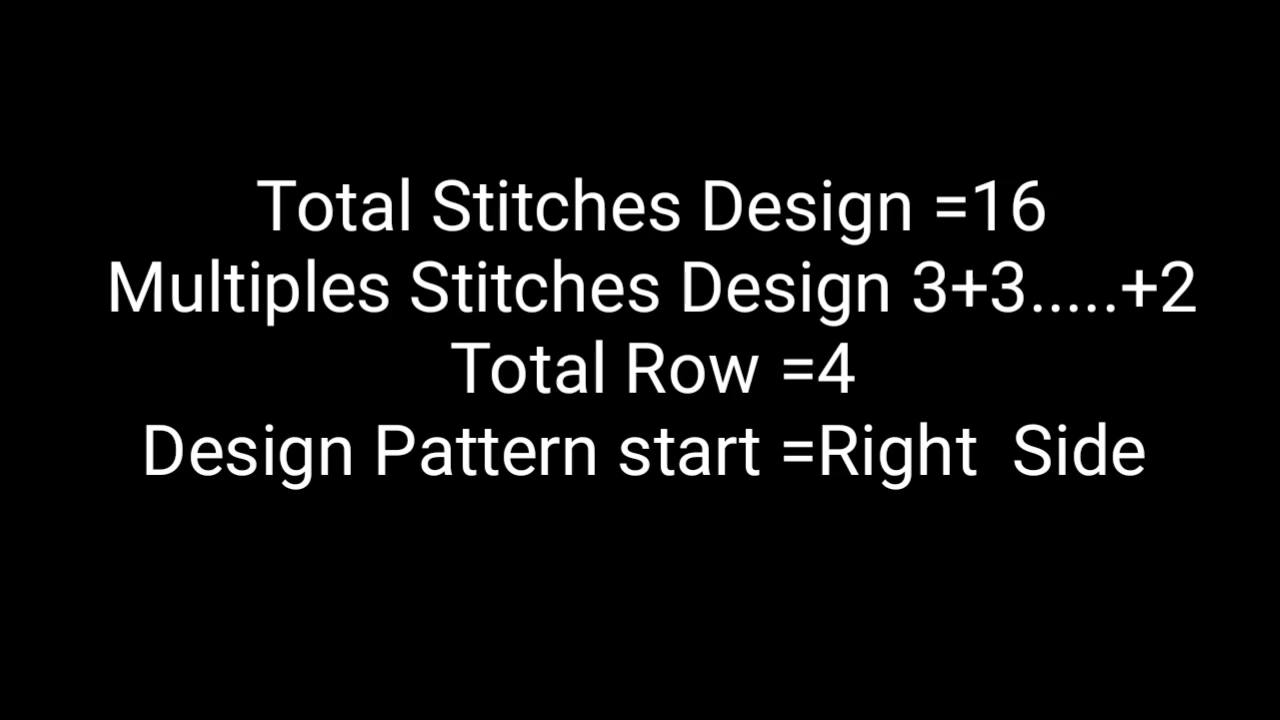 Total Stitches Design =16
Multiples Stitches Design 3+3.....+2
Total Row =4
Design Pattern start =Right  Side